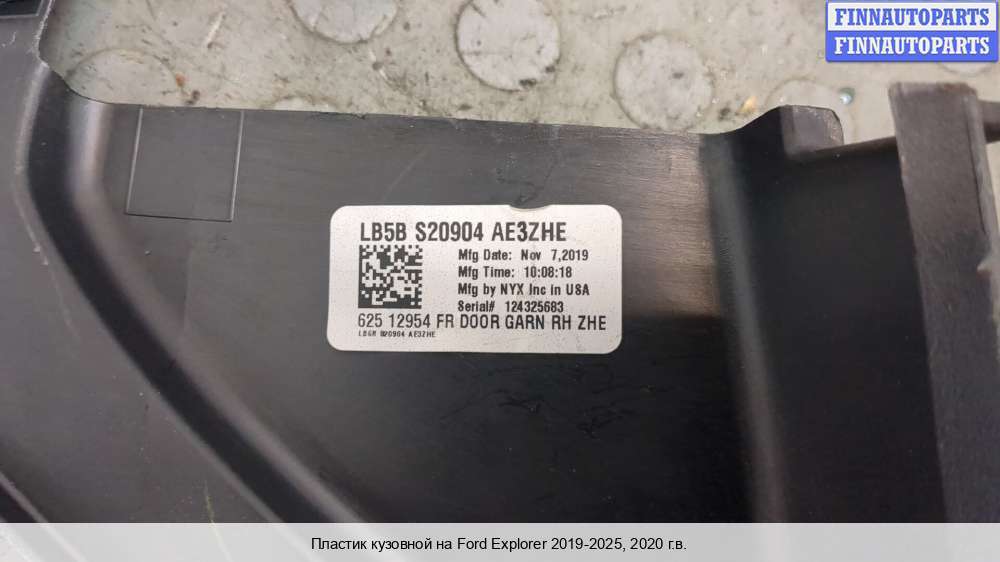 FINNAUTOPARTS
FINNAUTOPARTS
LB5B S20904 AE3ZHE
Mfg Date: Nov 7,2019
Mfg Time: 10:08:18
Mfg by NYX Inc in USA
Serial# 124325683
625 12954 FR DOOR GARN RH ZHE
AE3ZHE
Пластик кузовной на Ford Explorer 2019-2025, 2020 г.в.